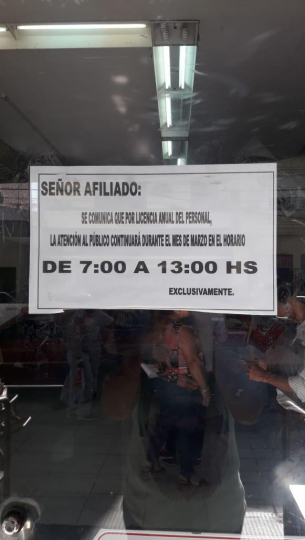 SEÑOR AFILIADO:
SE COMUNICA QUE POR LICENCIA ANUAL DEL PERSONAL,
LA ATENCIÓN AL PÚBLICO CONTINUARÁ DURANTE EL MES DE MARZO EN EL HORARIO
DE 7:00 A 13:00 HS
EXCLUSIVAMENTE.